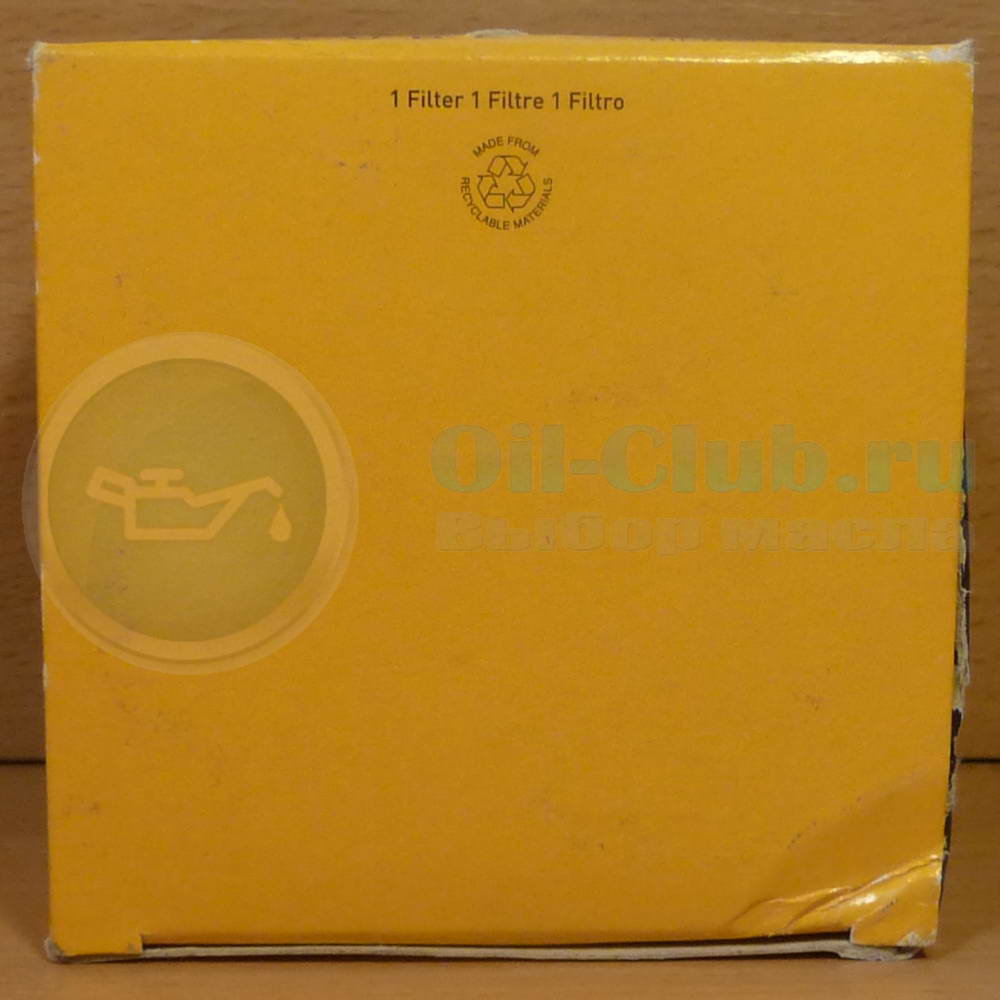 1 Filter 1 Filtre 1 Filtro
MADE FROM
RECYCLABLE MATERIALS
Oil-Club.ru
Выбор масла